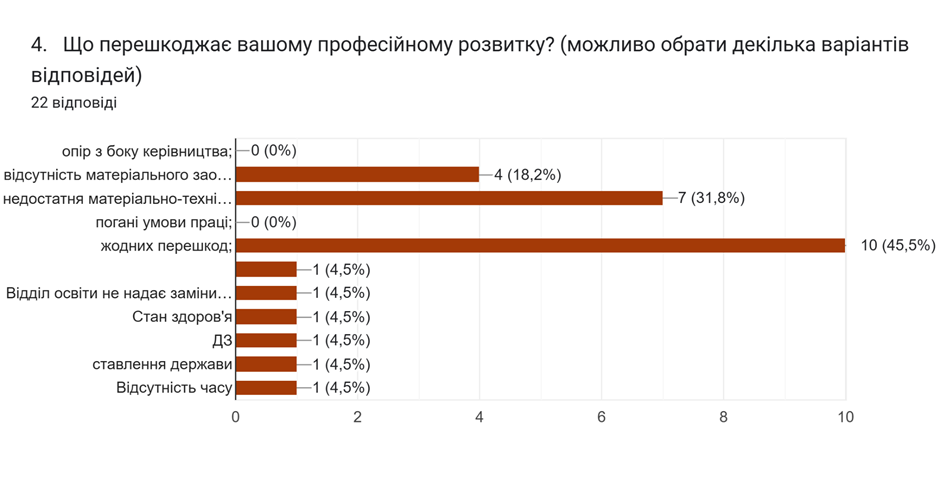 4. Що перешкоджає вашому професійному розвитку? (можливо обрати декілька варіантів
відповідей)
22 відповіді
опір з боку керівництва; 0 (0%)
відсутність матеріального зао… 4 (18,2%)
недостатня матеріально-техні… 7 (31,8%)
погані умови праці; 0 (0%)
жодних перешкод; 10 (45,5%)
1 (4,5%)
Відділ освіти не надає заміни… 1 (4,5%)
Стан здоров'я 1 (4,5%)
ДЗ 1 (4,5%)
ставлення держави 1 (4,5%)
Відсутність часу 1 (4,5%)
0 2 4 6 8 10